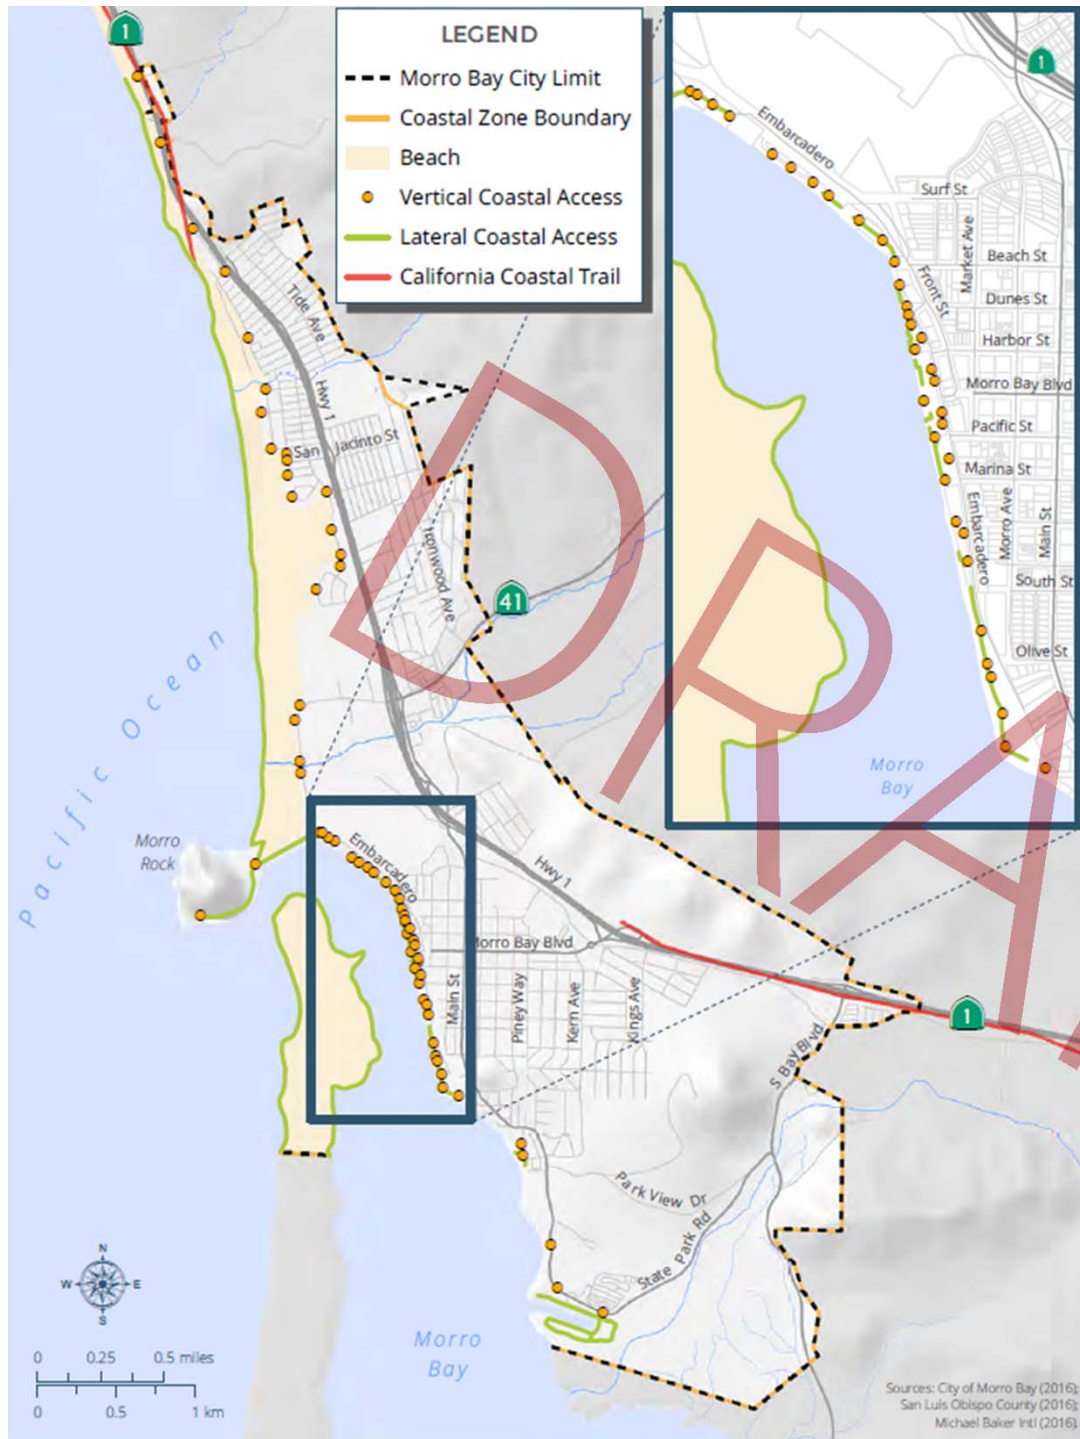 1
LEGEND
Morro Bay City Limit
Coastal Zone Boundary
Beach
Vertical Coastal Access
Lateral Coastal Access
California Coastal Trail
1
Embarcadero
Surf St
Market Ave
Beach St
Front St
Dunes St
Harbor St
Morro Bay Blvd
Pacific St
Marina St
Embarcadero
Morro Ave
Main St
South St
Olive St
Morro
Bay
Tide Ave
Hwy 1
San Jacinto St
Ironwood Ave
41
Pacific Ocean
Morro
Rock
Embarcadero
Hwy 1
Morro Bay Blvd
Main St
Piney Way
Kern Ave
Kings Ave
1
S Bay Blvd
Park View Dr
State Park Rd
N
W E
S
Morro
Bay
0 0.25 0.5 miles
0 0.5 1 km
Sources: City of Morro Bay (2016);
San Luis Obispo County (2016);
Michael Baker Intl (2016).
DRA